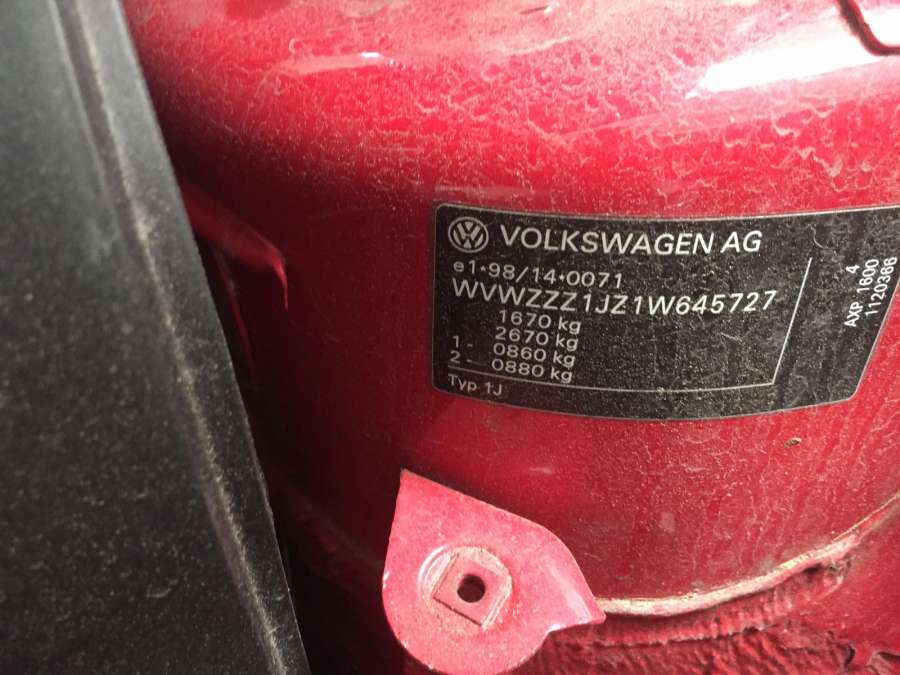 VOLKSWAGEN AG
e1*98/14*0071
WVWZZZ1JZ1W645727
1670 kg
2670 kg
1 - 0860 kg
2 - 0880 kg
Typ 1J
4
AXP 1600
1120366